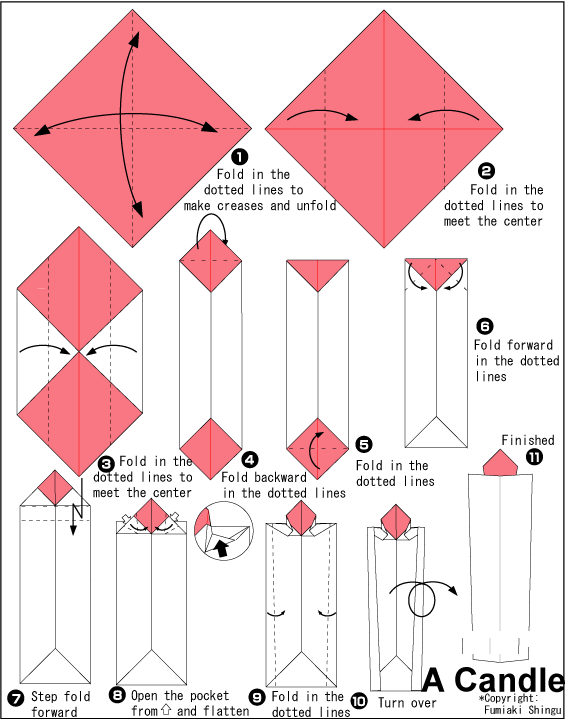 1
Fold in the
dotted lines to
make creases and unfold
2
Fold in the
dotted lines to
meet the center
3 Fold in the
dotted lines to
meet the center
4
Fold backward
in the dotted lines
5
Fold in the
dotted lines
6
Fold forward
in the dotted
lines
7 Step fold
forward
8 Open the pocket
from⇧and flatten
9 Fold in the
dotted lines
10 Turn over
Finished
11
A Candle
*Copyright:
Fumiaki Shingu